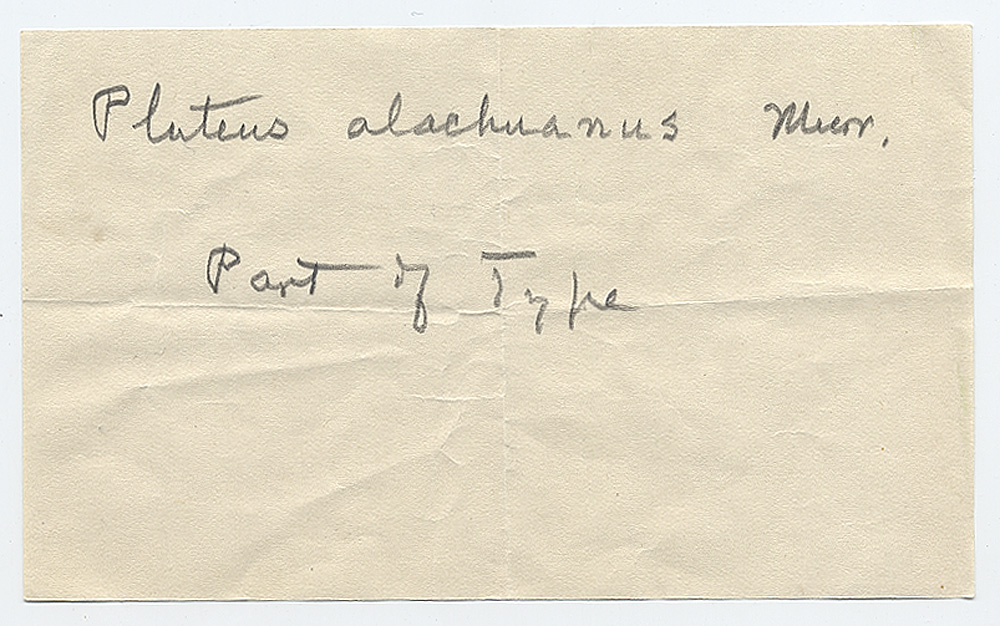 Pluteus alachuanus Murr.
Part of Type